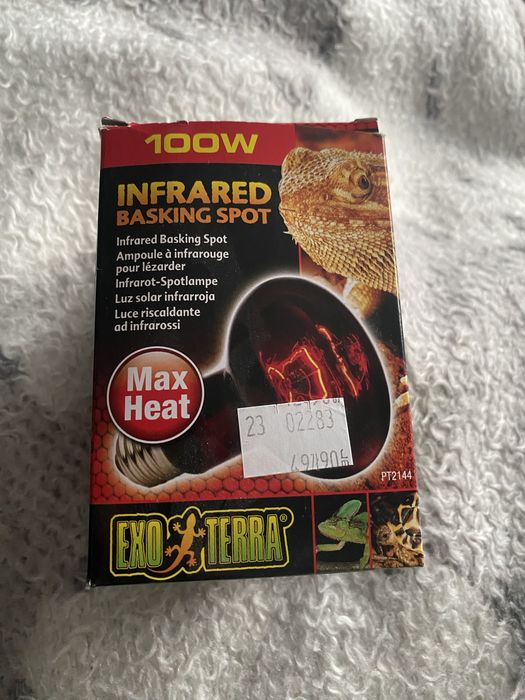 100W
INFRARED
BASKING SPOT
Infrared Basking Spot
Ampoule à infrarouge
pour lézarder
Infrarot-Spotlampe
Luz solar infrarroja
Luce riscaldante
ad infrarossi
Max
Heat
23 02283
PT2144
EXO TERRA®